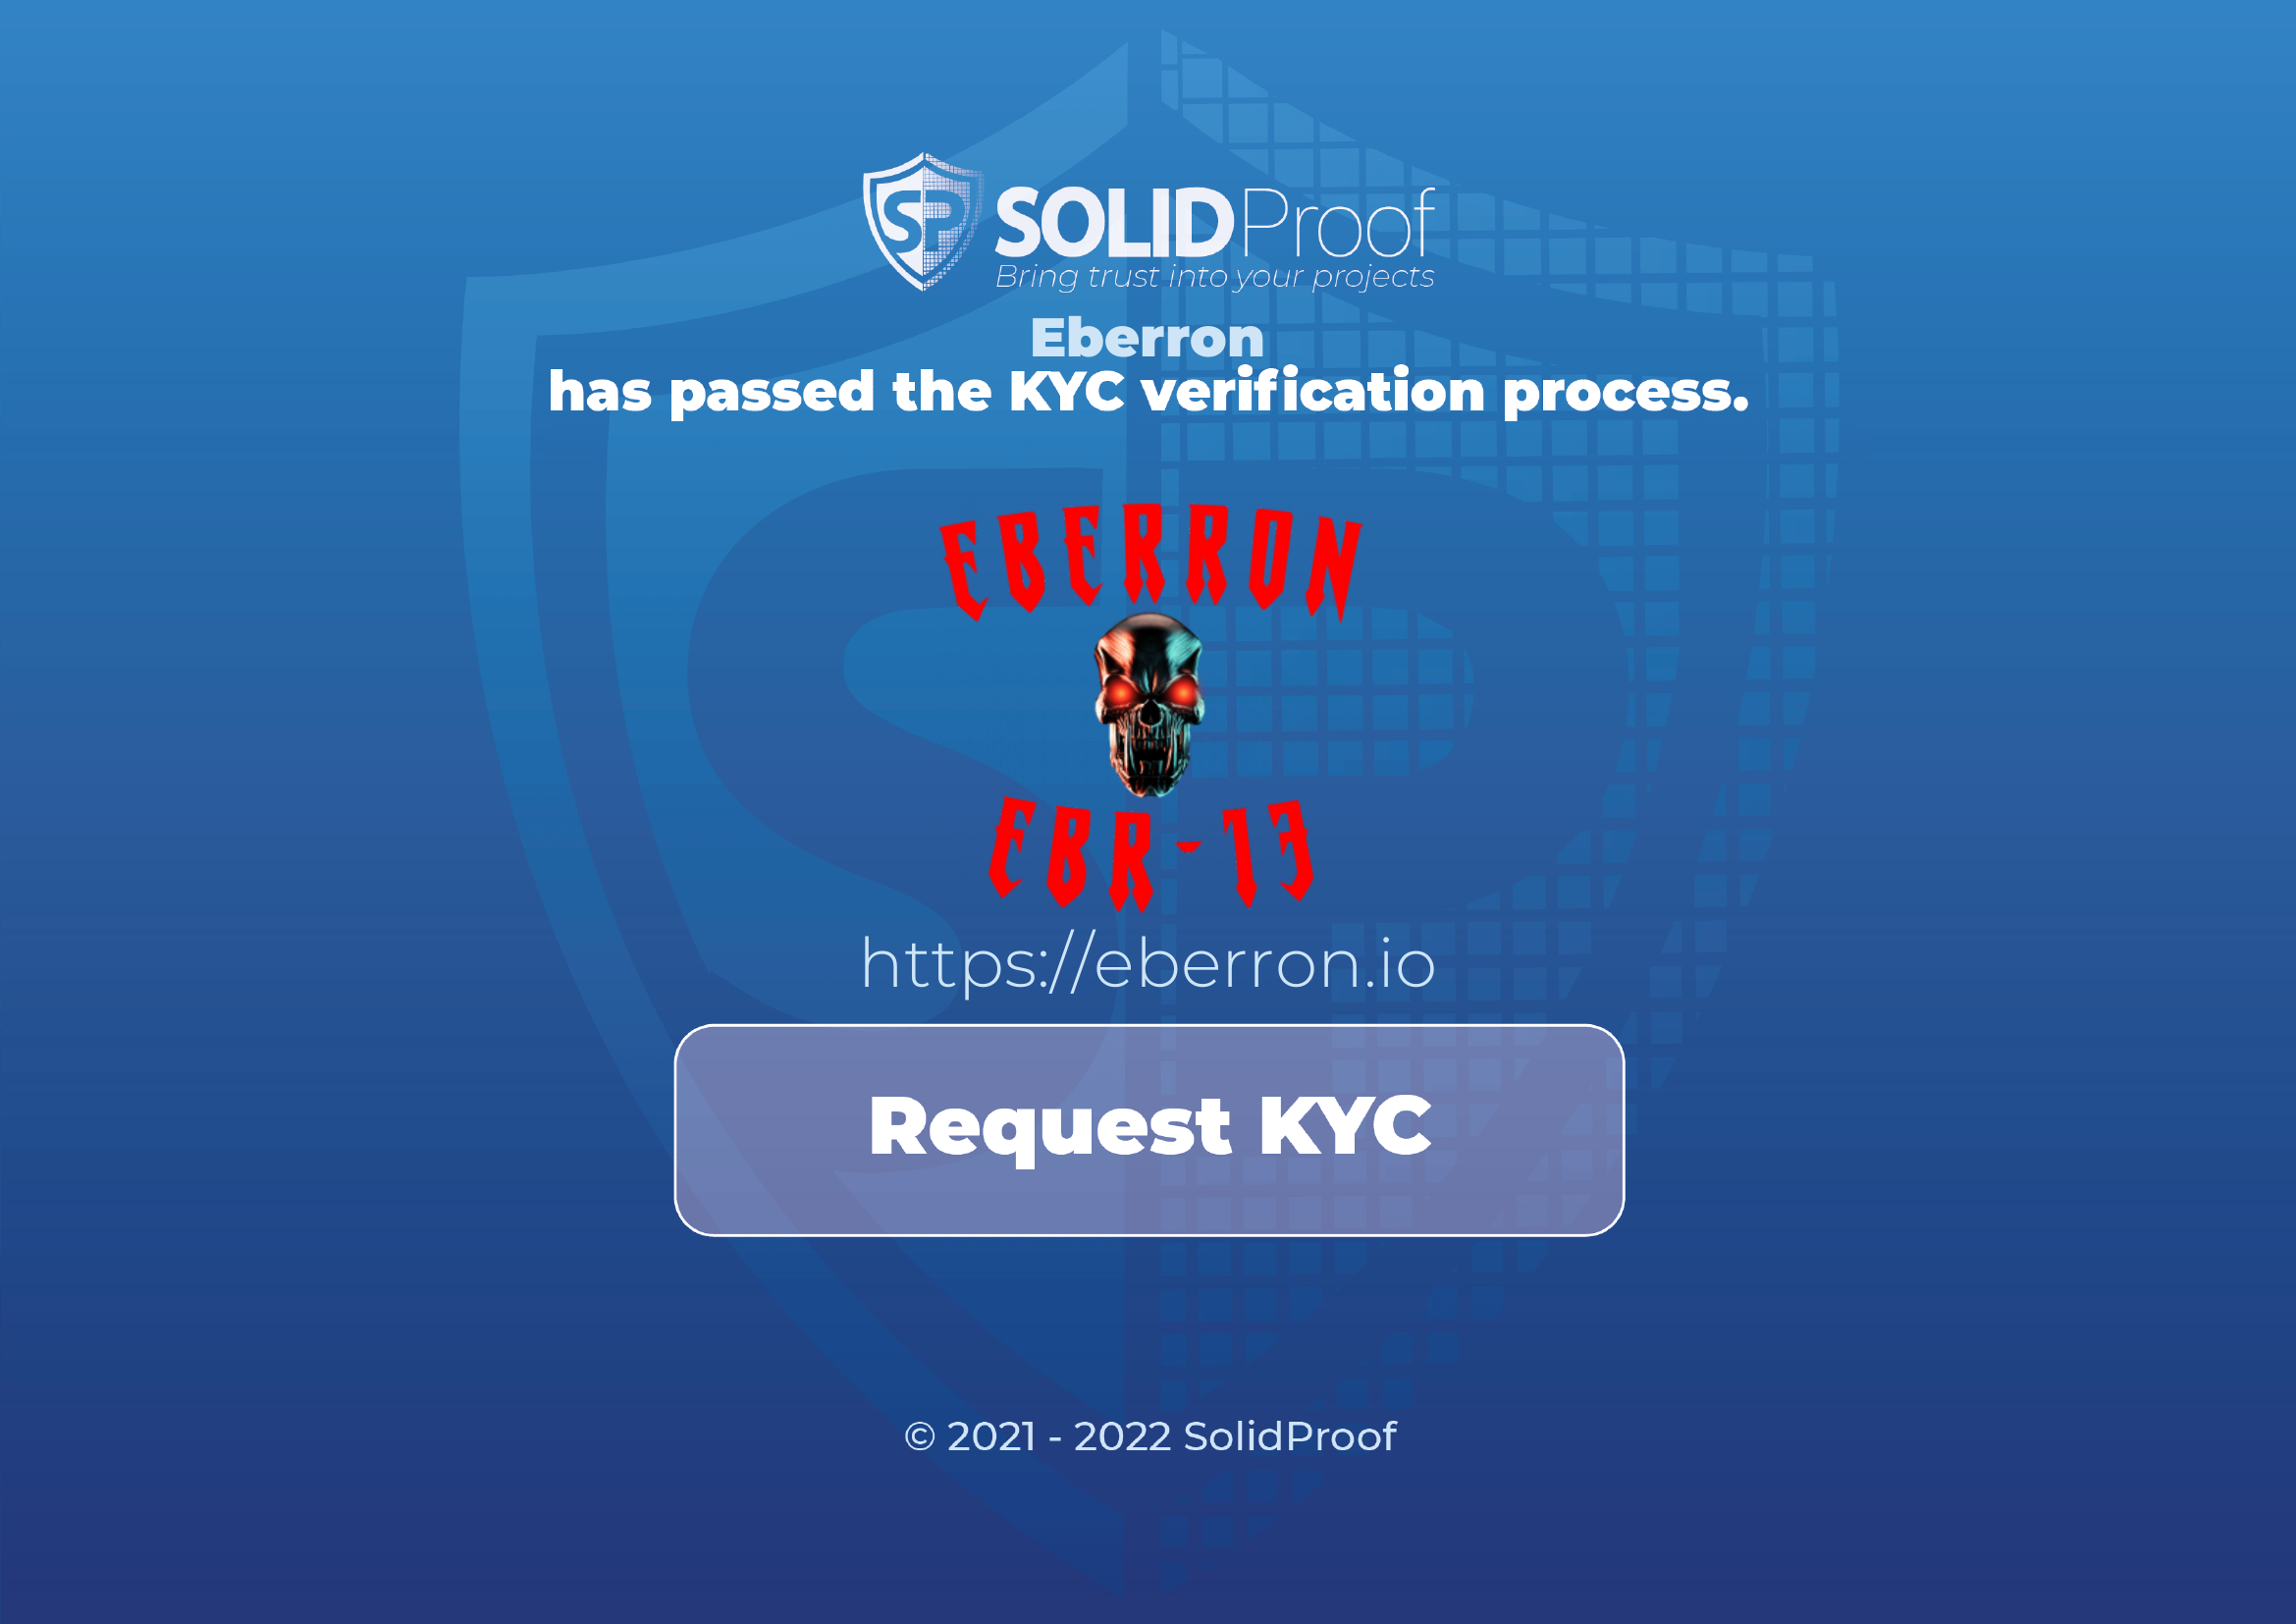 SP
SOLIDProof
Bring trust into your projects
Eberron
has passed the KYC verification process.
EBERRON
EBR-13
https://eberron.io
Request KYC
© 2021 - 2022 SolidProof